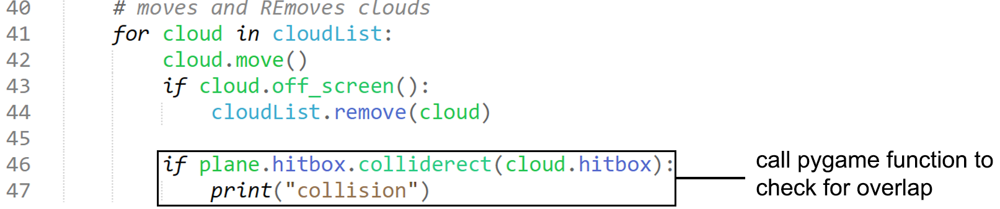 40 # moves and REmoves clouds
41 for cloud in cloudList:
42 cloud.move()
43 if cloud.off_screen():
44 cloudList.remove(cloud)
45
46 if plane.hitbox.colliderect(cloud.hitbox):
47 print("collision")
call pygame function to
check for overlap